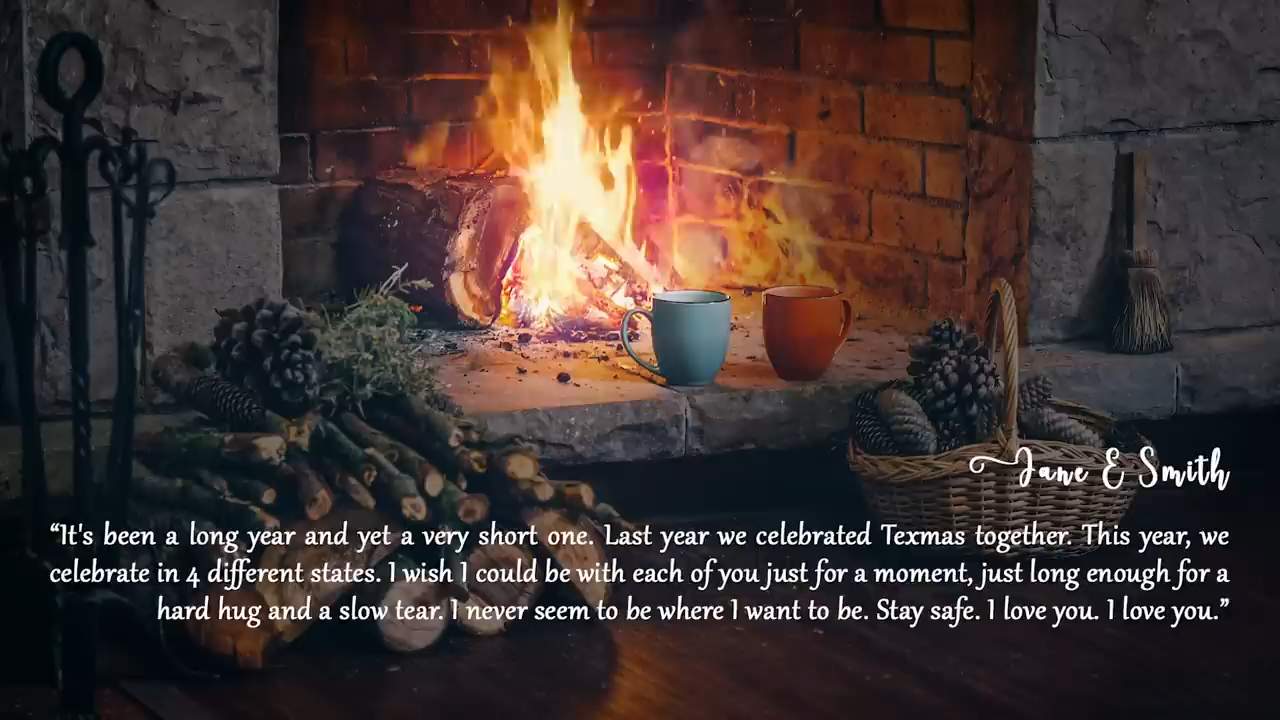 Jane E Smith
“It's been a long year and yet a very short one. Last year we celebrated Texmas together. This year, we
celebrate in 4 different states. I wish I could be with each of you just for a moment, just long enough for a
hard hug and a slow tear. I never seem to be where I want to be. Stay safe. I love you. I love you.”